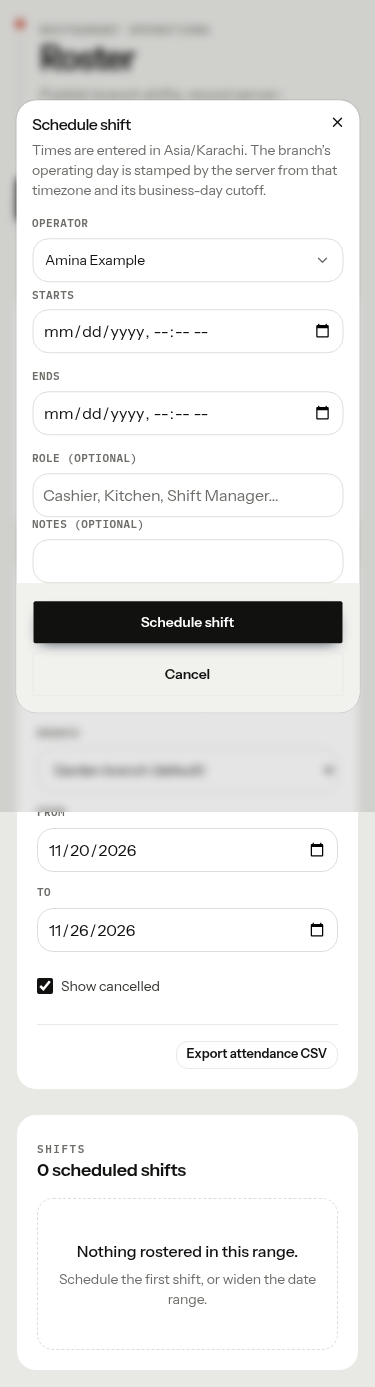 Roster
Schedule shift
Times are entered in Asia/Karachi. The branch's
operating day is stamped by the server from that
timezone and its business-day cutoff.
OPERATOR
Amina Example
STARTS
mm/dd/yyyy, --:-- --
ENDS
mm/dd/yyyy, --:-- --
ROLE (OPTIONAL)
Cashier, Kitchen, Shift Manager...
NOTES (OPTIONAL)
Schedule shift
Cancel
Garden branch (default)
FROM
11/20/2026
TO
11/26/2026
Show cancelled
Export attendance CSV
SHIFTS
0 scheduled shifts
Nothing rostered in this range.
Schedule the first shift, or widen the date
range.